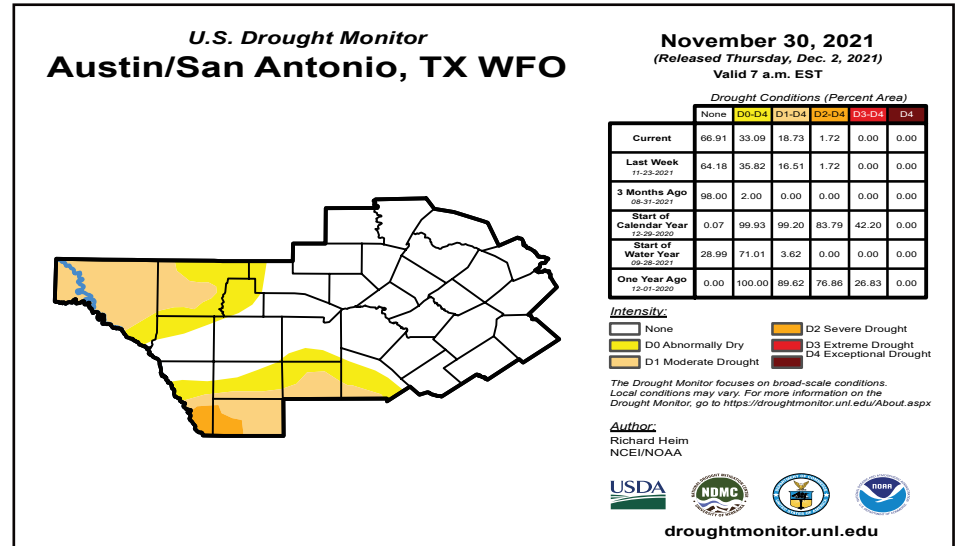 U.S. Drought Monitor
Austin/San Antonio, TX WFO
November 30, 2021
(Released Thursday, Dec. 2, 2021)
Valid 7 a.m. EST
Drought Conditions (Percent Area)
None D0-D4 D1-D4 D2-D4 D3-D4 D4
Current 66.91 33.09 18.73 1.72 0.00 0.00
Last Week 64.18 35.82 16.51 1.72 0.00 0.00
11-23-2021
3 Months Ago 98.00 2.00 0.00 0.00 0.00 0.00
08-31-2021
Start of
Calendar Year 0.07 99.93 99.20 83.79 42.20 0.00
12-29-2020
Start of
Water Year 28.99 71.01 3.62 0.00 0.00 0.00
09-28-2021
One Year Ago 0.00 100.00 89.62 76.86 26.83 0.00
12-01-2020
Intensity:
None
D0 Abnormally Dry
D1 Moderate Drought
D2 Severe Drought
D3 Extreme Drought
D4 Exceptional Drought
The Drought Monitor focuses on broad-scale conditions.
Local conditions may vary. For more information on the
Drought Monitor, go to https://droughtmonitor.unl.edu/About.aspx
Author:
Richard Heim
NCEI/NOAA
USDA
NDMC
NOAA
droughtmonitor.unl.edu